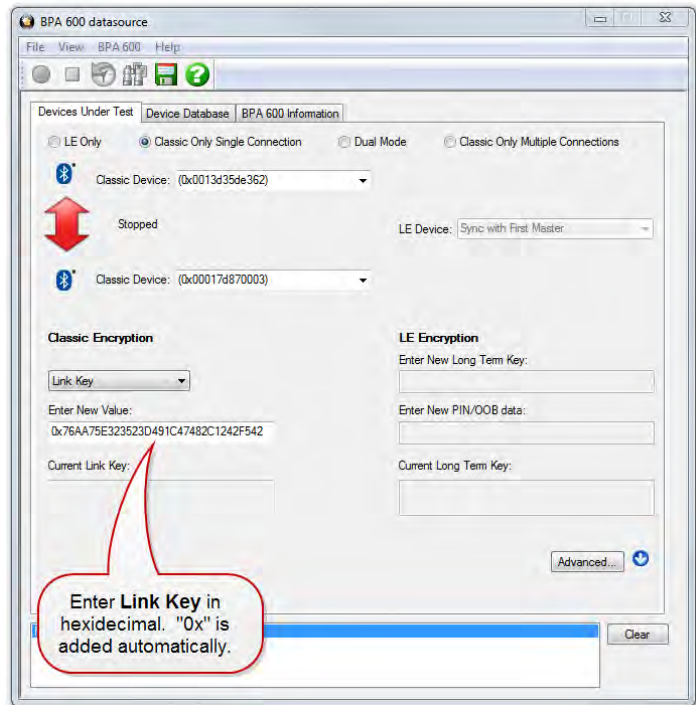 BPA 600 datasource
File View BPA 600 Help
Devices Under Test Device Database BPA 600 Information
LE Only Classic Only Single Connection Dual Mode Classic Only Multiple Connections
Classic Device: (0x0013d35de362)
Stopped
LE Device: Sync with First Master
Classic Device: (0x00017d870003)
Classic Encryption LE Encryption
Enter New Long Term Key:
Link Key
Enter New Value: Enter New PIN/OOB data:
0x76AA75E323523D491C47482C1242F542
Current Link Key: Current Long Term Key:
Advanced...
Enter Link Key in
hexidecimal. "0x" is
added automatically.
Clear